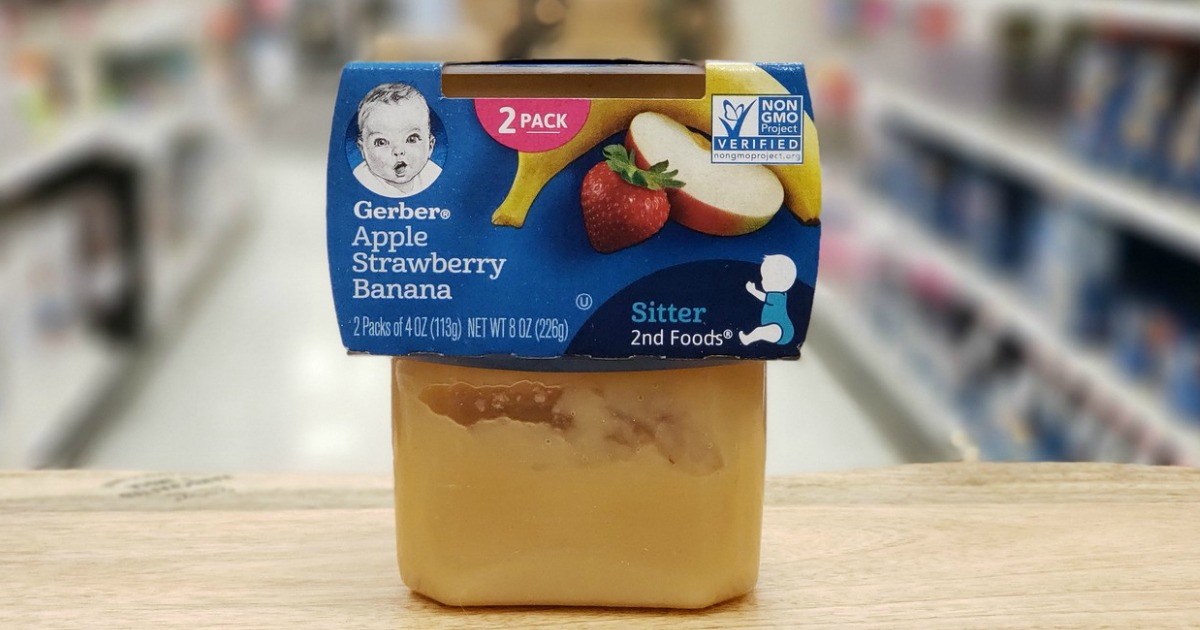 2 PACK
NON
GMO
Project
VERIFIED
nongmoproject.org
Gerber®
Apple
Strawberry
Banana
2 Packs of 4 OZ (113g) NET WT 8 OZ (226g)
U
Sitter
2nd Foods®